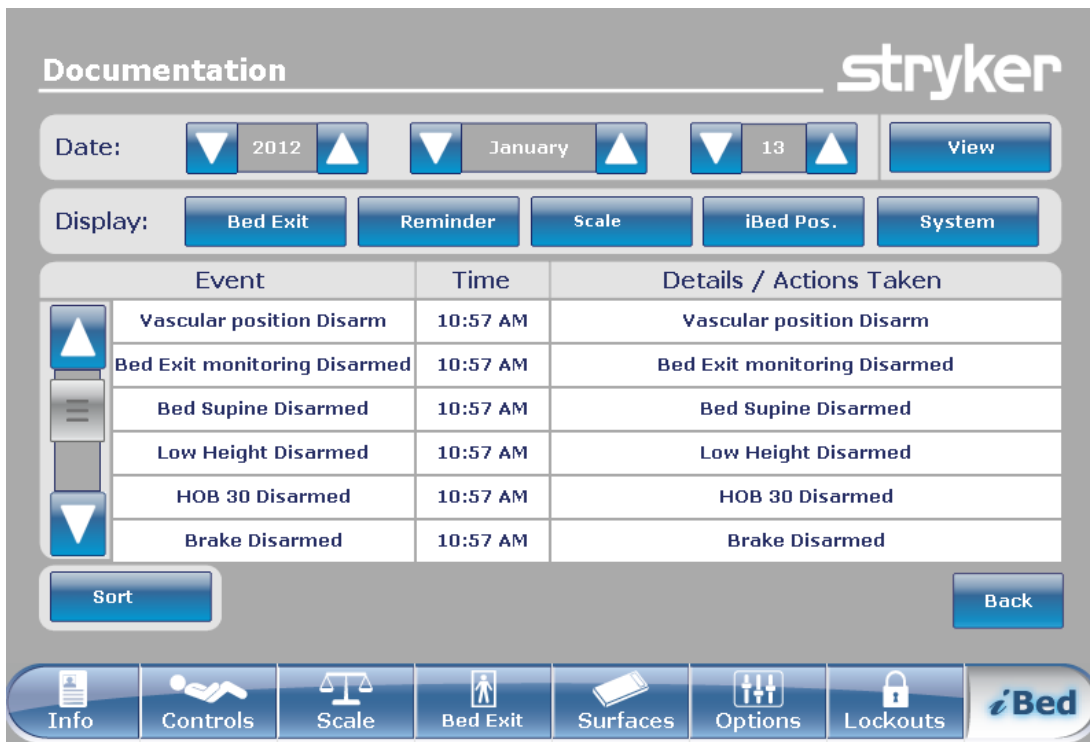 Documentation
stryker
Date: 2012 January 13 View
Display: Bed Exit Reminder Scale iBed Pos. System
Event Time Details / Actions Taken
Vascular position Disarm 10:57 AM Vascular position Disarm
Bed Exit monitoring Disarmed 10:57 AM Bed Exit monitoring Disarmed
Bed Supine Disarmed 10:57 AM Bed Supine Disarmed
Low Height Disarmed 10:57 AM Low Height Disarmed
HOB 30 Disarmed 10:57 AM HOB 30 Disarmed
Brake Disarmed 10:57 AM Brake Disarmed
Sort Back
Info Controls Scale Bed Exit Surfaces Options Lockouts iBed